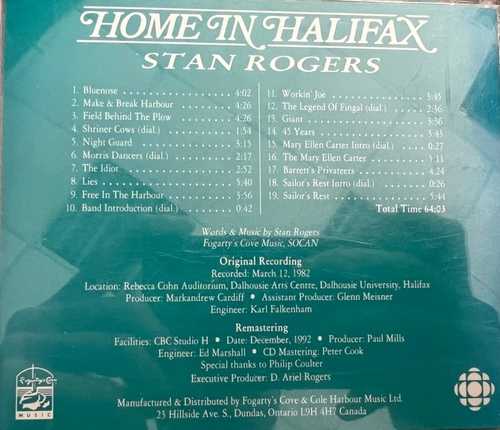 HOME IN HALIFAX
STAN ROGERS
1. Bluenose 4:02
2. Make & Break Harbour 4:26
3. Field Behind The Plow 4:26
4. Shriner Cows (dial.) 1:54
5. Night Guard 3:15
6. Morris Dancers (dial.) 2:17
7. The Idiot 2:52
8. Lies 5:40
9. Free In The Harbour 3:56
10. Band Introduction (dial.) 0:42
11. Workin' Joe 3:45
12. The Legend Of Fingal (dial.) 2:36
13. Giant 3:36
14. 45 Years 3:43
15. Mary Ellen Carter Intro (dial.) 0:27
16. The Mary Ellen Carter 5:11
17. Barrett's Privateers 4:24
18. Sailor's Rest Intro (dial.) 0:26
19. Sailor's Rest 5:44
Total Time 64:03
Words & Music by Stan Rogers
Fogarty's Cove Music, SOCAN
Original Recording
Recorded: March 12, 1982
Location: Rebecca Cohn Auditorium, Dalhousie Arts Centre, Dalhousie University, Halifax
Producer: Markandrew Cardiff • Assistant Producer: Glenn Meisner
Engineer: Karl Falkenham
Remastering
Facilities: CBC Studio H • Date: December, 1992 • Producer: Paul Mills
Engineer: Ed Marshall • CD Mastering: Peter Cook
Special thanks to Philip Coulter
Executive Producer: D. Ariel Rogers
Manufactured & Distributed by Fogarty's Cove & Cole Harbour Music Ltd.
23 Hillside Ave. S., Dundas, Ontario L9H 4H7 Canada
MUSIC